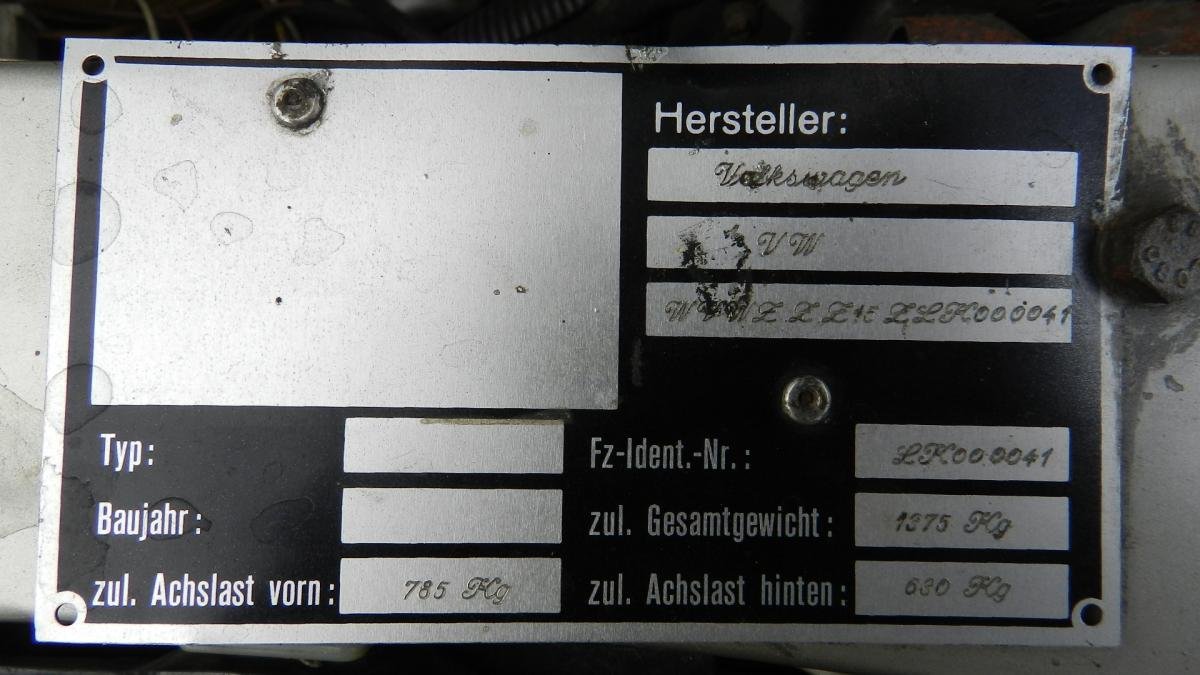 Hersteller:
Volkswagen
VW
WVWZZZ15ZLK000041
Typ:
Fz-Ident.-Nr.: LK000041
Baujahr:
zul. Gesamtgewicht: 1375 Kg
zul. Achslast vorn: 785 Kg
zul. Achslast hinten: 630 Kg